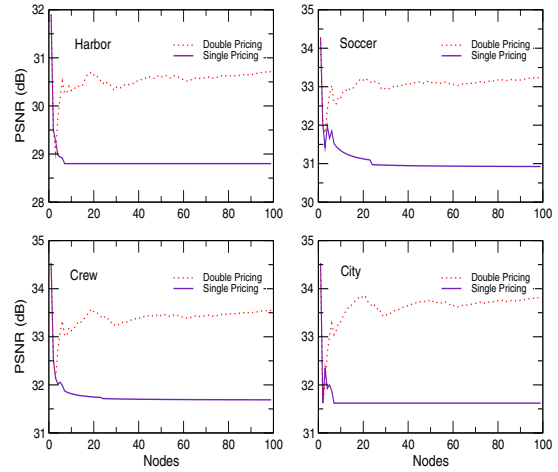 32
31
30
29
28
PSNR (dB)
Harbor
Double Pricing
Single Pricing
0 20 40 60 80 100
35
34
33
32
31
30
Soccer
Double Pricing
Single Pricing
0 20 40 60 80 100
35
34
33
32
31
PSNR (dB)
Crew
Double Pricing
Single Pricing
0 20 40 60 80 100
Nodes
35
34
33
32
31
City
Double Pricing
Single Pricing
0 20 40 60 80 100
Nodes